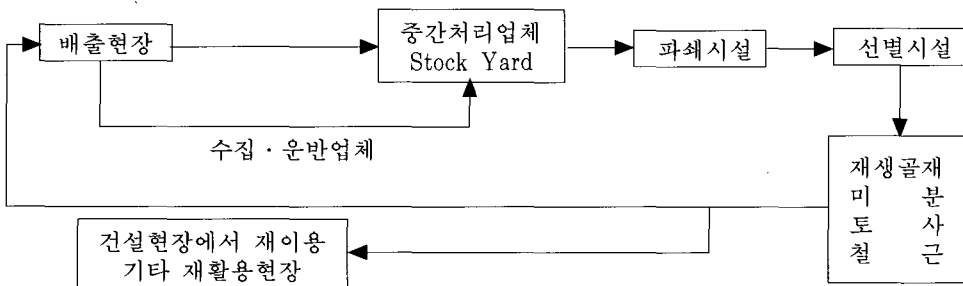 배출현장
중간처리업체
Stock Yard
파쇄시설
선별시설
수집 · 운반업체
재생골재
미 분
토 사
철 근
건설현장에서 재이용
기타 재활용현장